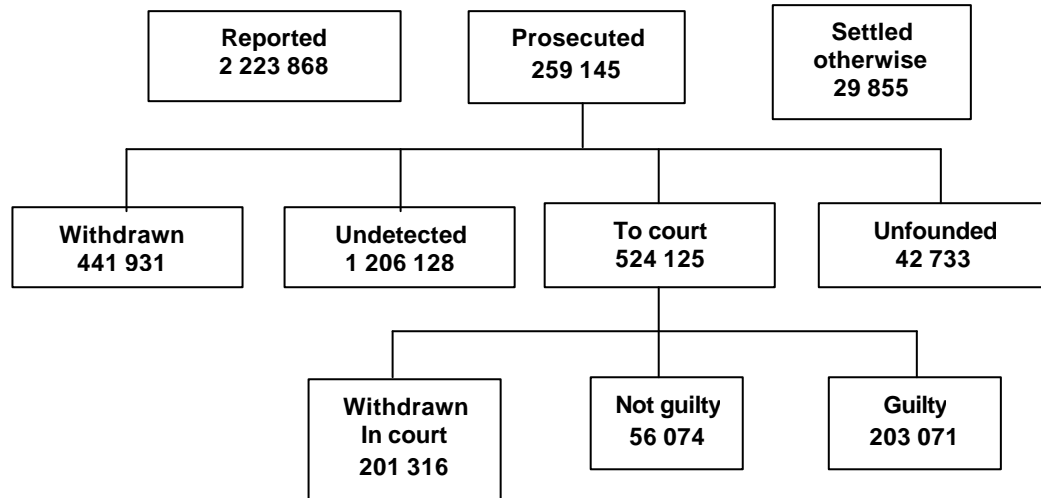 Reported
2 223 868
Prosecuted
259 145
Settled
otherwise
29 855
Withdrawn
441 931
Undetected
1 206 128
To court
524 125
Unfounded
42 733
Withdrawn
In court
201 316
Not guilty
56 074
Guilty
203 071